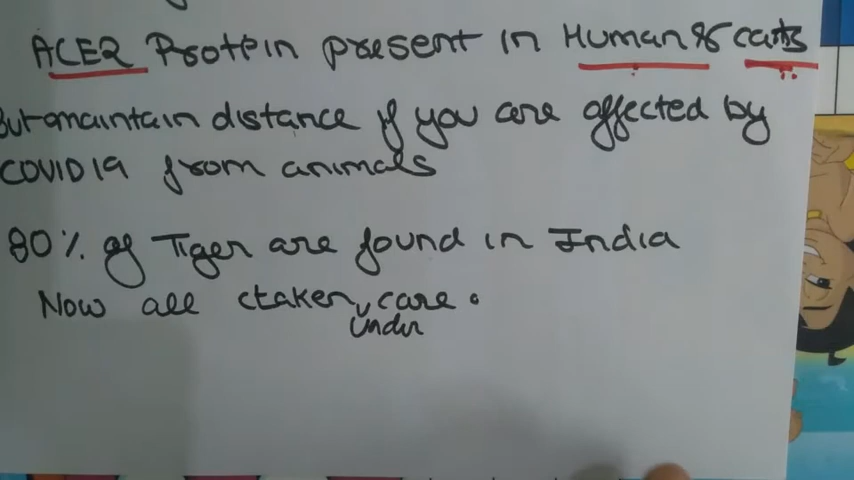 ACER Protein present in Human & cats
But maintain distance if you are affected by
COVID19 from animals
80% of Tiger are found in India
Now all taken care.
Under